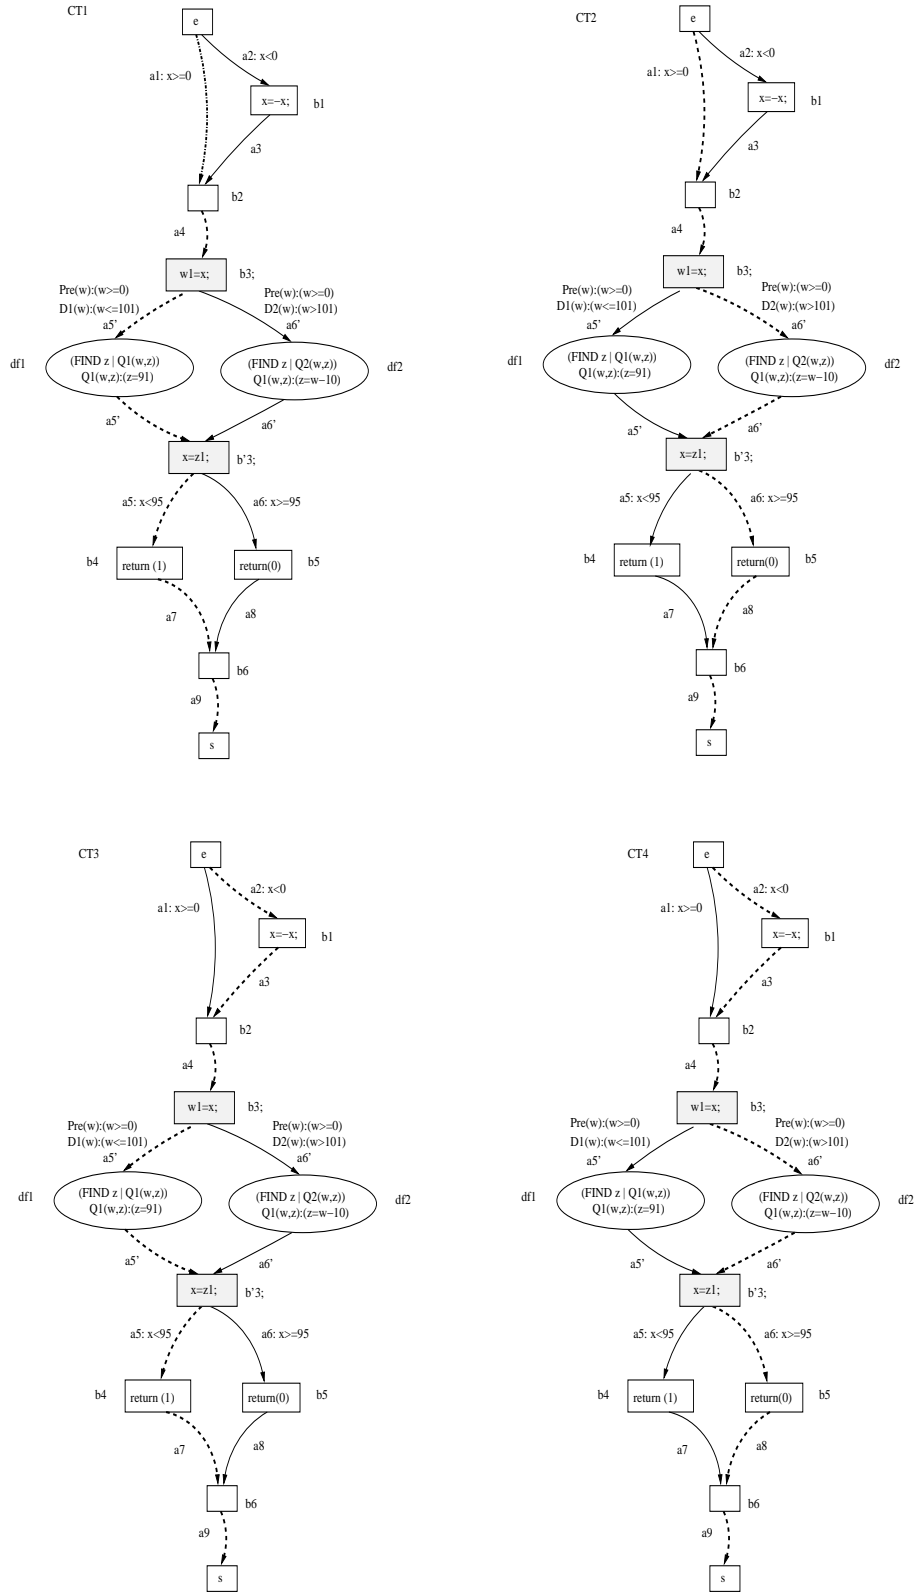 CT1
e
a2: x<0
a1: x>=0
x=−x;
b1
a3
b2
a4
w1=x;
b3;
Pre(w):(w>=0)
D1(w):(w<=101)
a5’
Pre(w):(w>=0)
D2(w):(w>101)
a6’
df1
(FIND z | Q1(w,z))
Q1(w,z):(z=91)
(FIND z | Q2(w,z))
Q1(w,z):(z=w−10)
df2
a5’
a6’
x=z1;
b’3;
a5: x<95
a6: x>=95
b4
return (1)
return(0)
b5
a7
a8
b6
a9
s
CT2
e
a2: x<0
a1: x>=0
x=−x;
b1
a3
b2
a4
w1=x;
b3;
Pre(w):(w>=0)
D1(w):(w<=101)
a5’
Pre(w):(w>=0)
D2(w):(w>101)
a6’
df1
(FIND z | Q1(w,z))
Q1(w,z):(z=91)
(FIND z | Q2(w,z))
Q1(w,z):(z=w−10)
df2
a5’
a6’
x=z1;
b’3;
a5: x<95
a6: x>=95
b4
return (1)
return(0)
b5
a7
a8
b6
a9
s
CT3
e
a2: x<0
a1: x>=0
x=−x;
b1
a3
b2
a4
w1=x;
b3;
Pre(w):(w>=0)
D1(w):(w<=101)
a5’
Pre(w):(w>=0)
D2(w):(w>101)
a6’
df1
(FIND z | Q1(w,z))
Q1(w,z):(z=91)
(FIND z | Q2(w,z))
Q1(w,z):(z=w−10)
df2
a5’
a6’
x=z1;
b’3;
a5: x<95
a6: x>=95
b4
return (1)
return(0)
b5
a7
a8
b6
a9
s
CT4
e
a2: x<0
a1: x>=0
x=−x;
b1
a3
b2
a4
w1=x;
b3;
Pre(w):(w>=0)
D1(w):(w<=101)
a5’
Pre(w):(w>=0)
D2(w):(w>101)
a6’
df1
(FIND z | Q1(w,z))
Q1(w,z):(z=91)
(FIND z | Q2(w,z))
Q1(w,z):(z=w−10)
df2
a5’
a6’
x=z1;
b’3;
a5: x<95
a6: x>=95
b4
return (1)
return(0)
b5
a7
a8
b6
a9
s